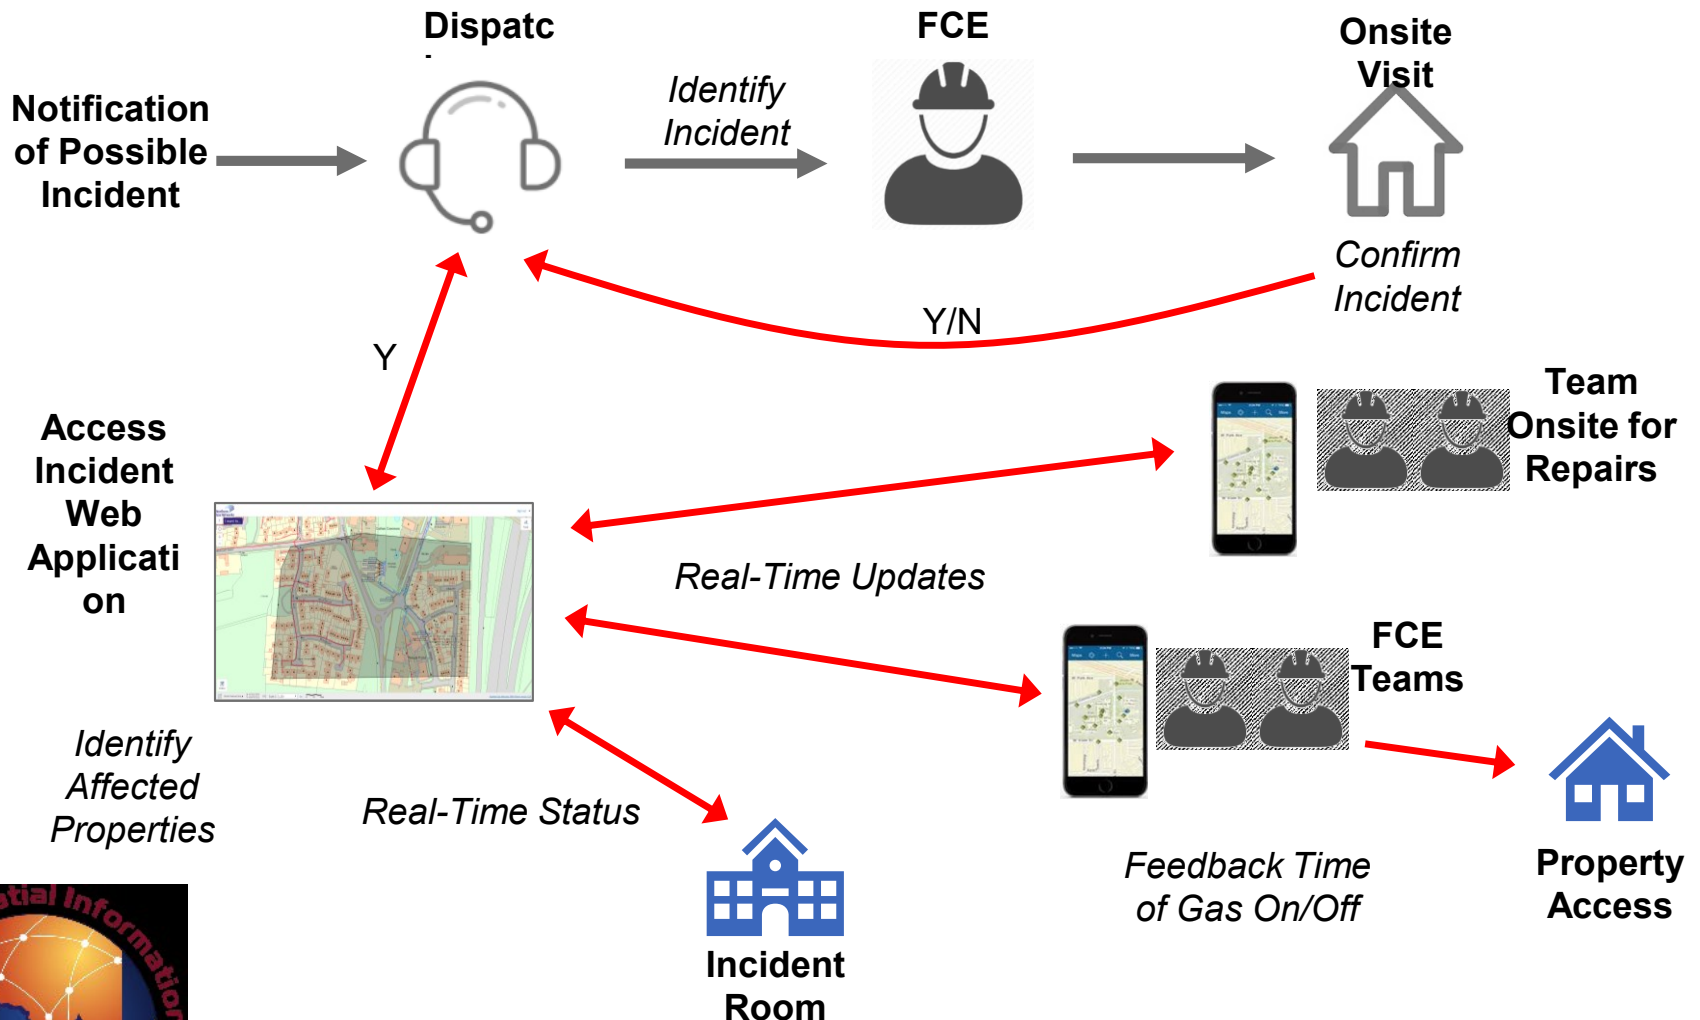 Dispatc
FCE
Onsite
Visit
Notification
of Possible
Incident
Identify
Incident
Confirm
Incident
Y/N
Y
Access
Incident
Web
Applicati
on
Team
Onsite for
Repairs
Real-Time Updates
FCE
Teams
Identify
Affected
Properties
Real-Time Status
Feedback Time
of Gas On/Off
Property
Access
Incident
Room
Information